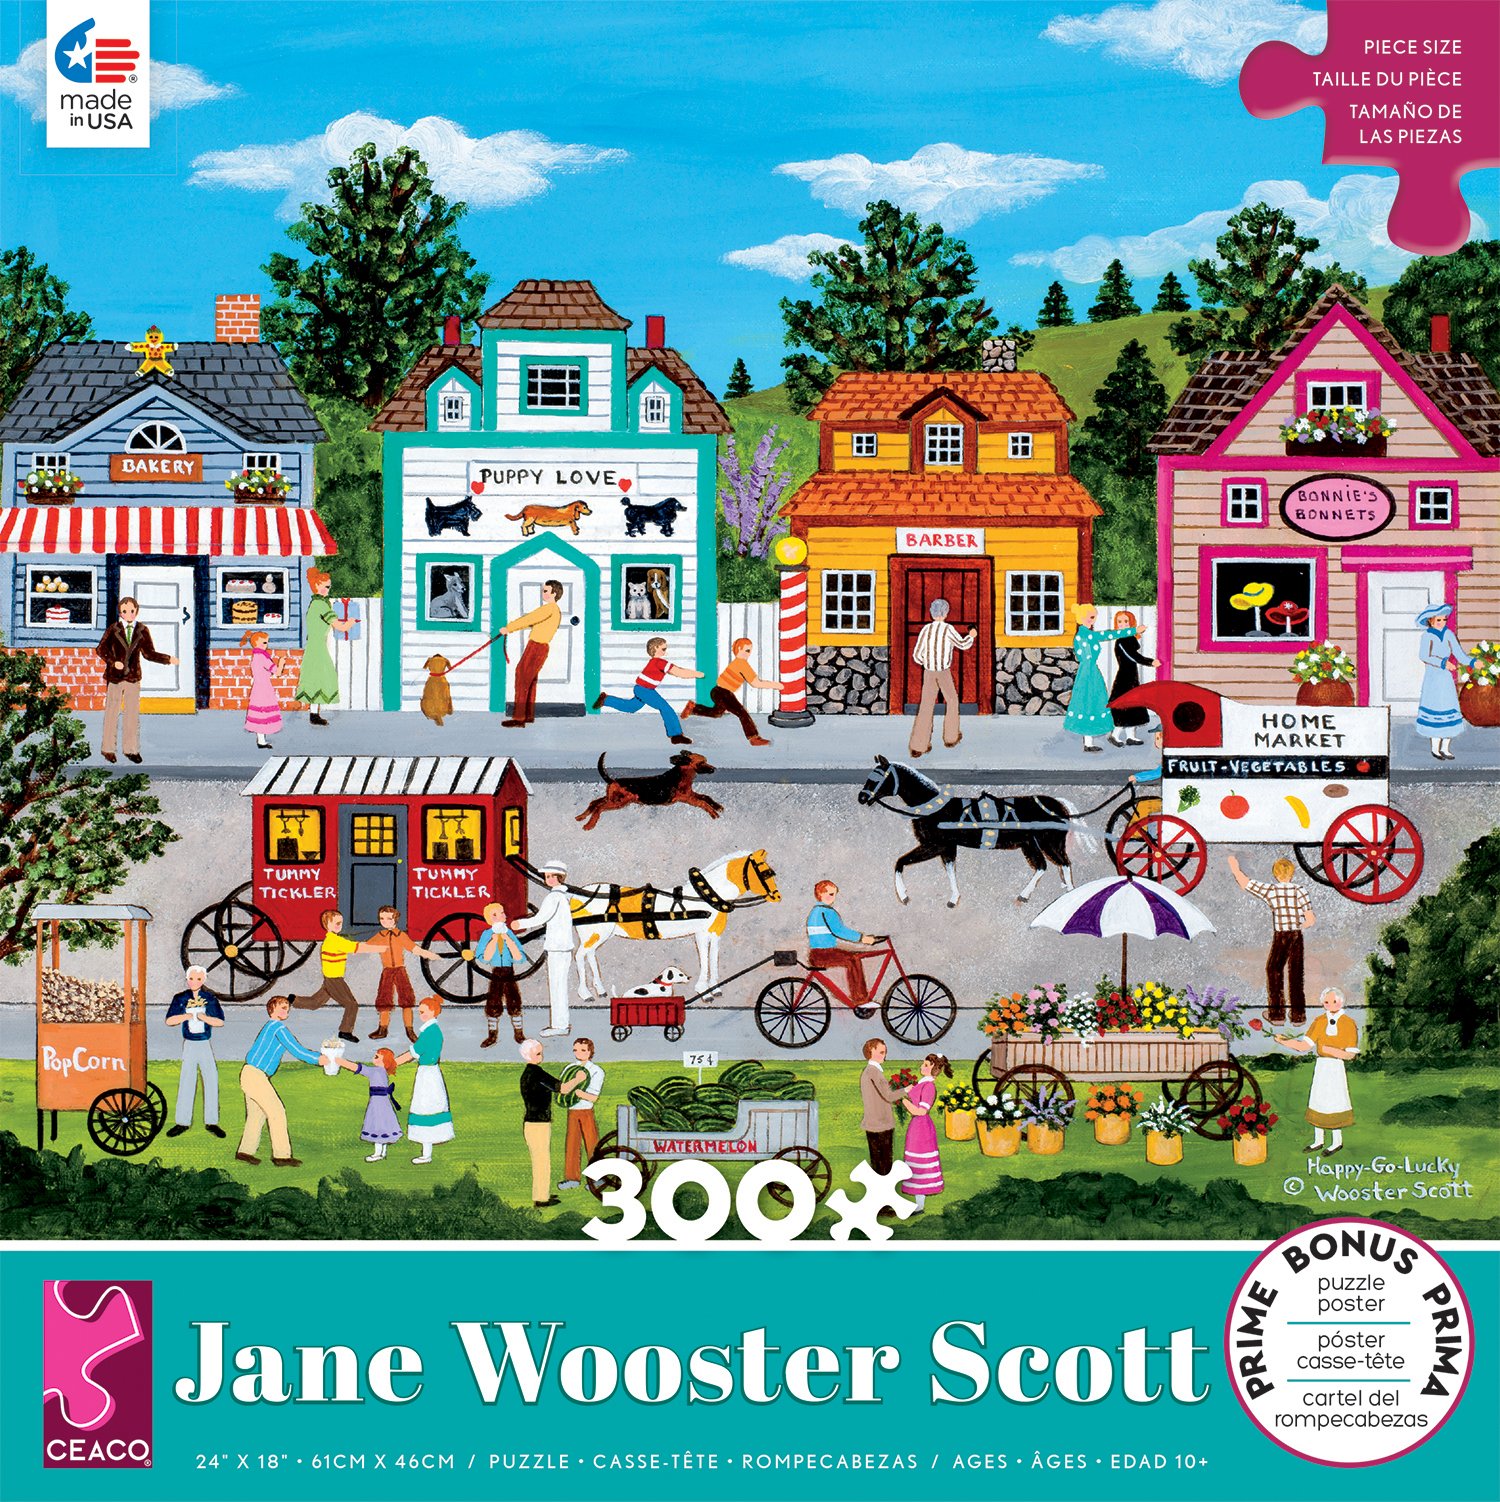 made
in USA
PIECE SIZE
TAILLE DU PIÈCE
TAMAÑO DE
LAS PIEZAS
BAKERY
PUPPY LOVE
BARBER
BONNIE'S
BONNETS
HOME
MARKET
FRUIT-VEGETABLES
TUMMY
TICKLER
TUMMY
TICKLER
PopCorn
75¢
WATERMELON
Happy-Go-Lucky
© Wooster Scott
300
CEACO®
Jane Wooster Scott
24" X 18" • 61CM X 46CM / PUZZLE • CASSE-TÊTE • ROMPECABEZAS / AGES • ÂGES • EDAD 10+
PRIME BONUS PRIMA
puzzle
poster
póster
casse-tête
cartel del
rompecabezas